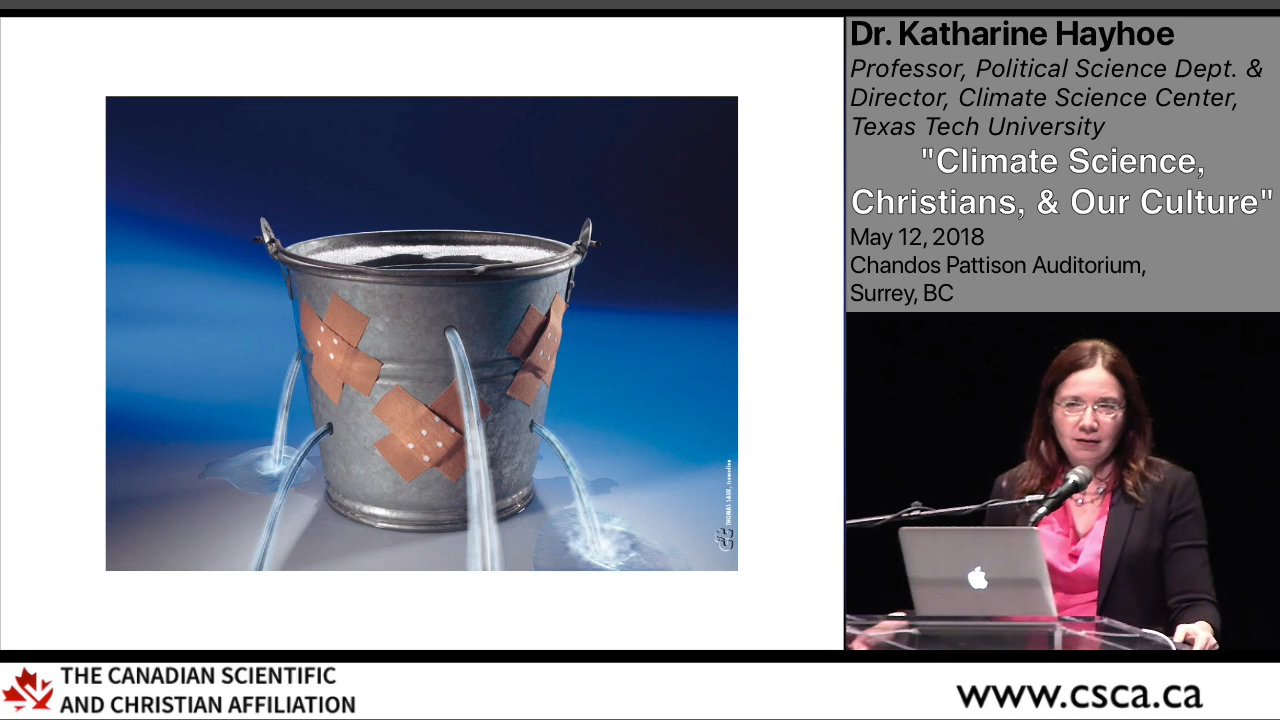 Dr. Katharine Hayhoe
Professor, Political Science Dept. &
Director, Climate Science Center,
Texas Tech University
"Climate Science,
Christians, & Our Culture"
May 12, 2018
Chandos Pattison Auditorium,
Surrey, BC
THE CANADIAN SCIENTIFIC
AND CHRISTIAN AFFILIATION
www.csca.ca